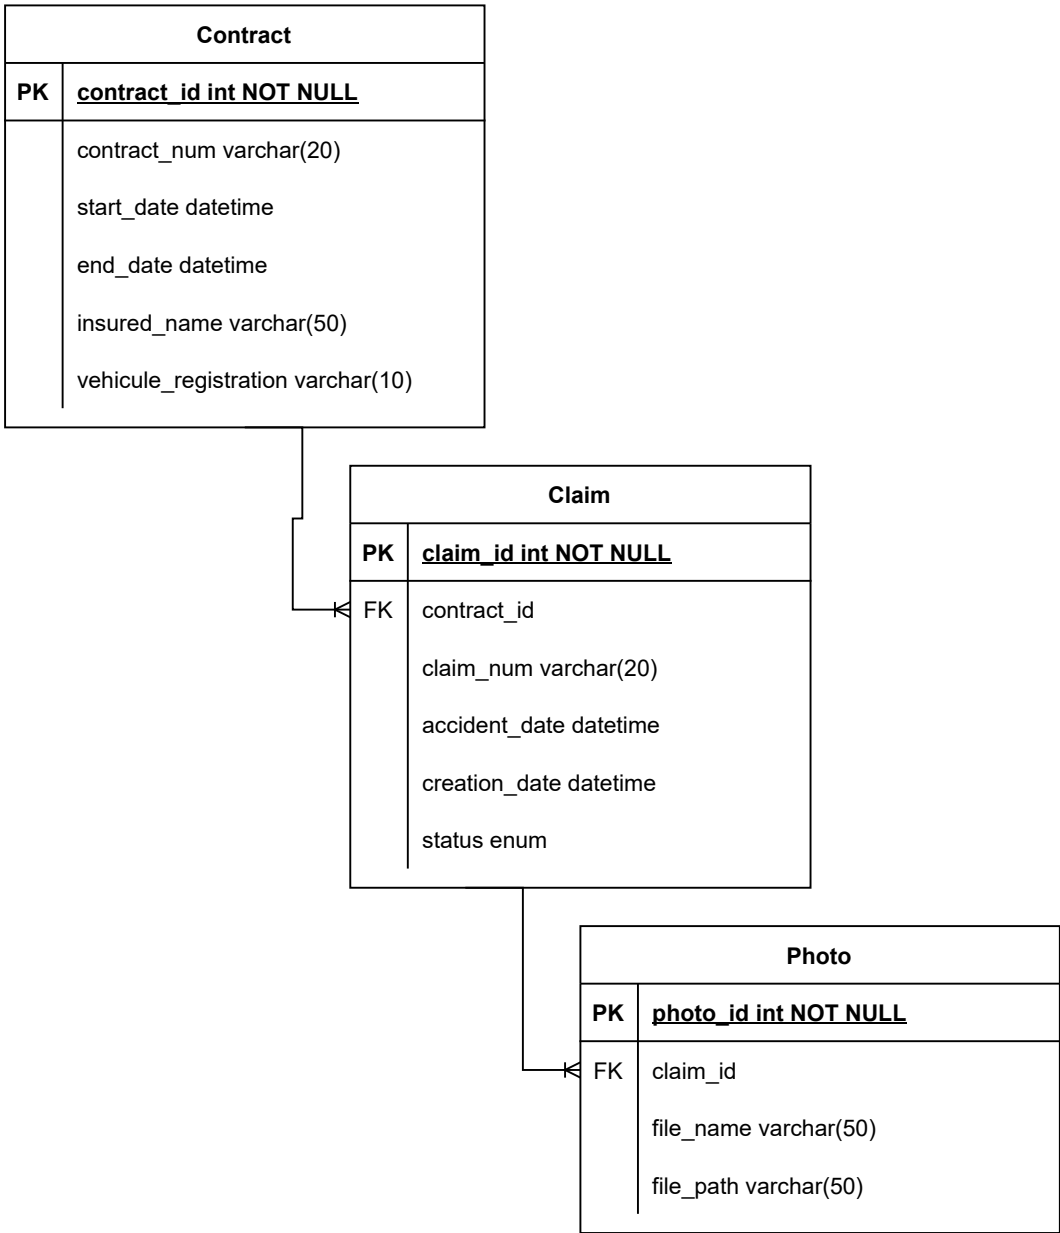 Contract
PK contract_id int NOT NULL
contract_num varchar(20)
start_date datetime
end_date datetime
insured_name varchar(50)
vehicule_registration varchar(10)
Claim
PK claim_id int NOT NULL
FK contract_id
claim_num varchar(20)
accident_date datetime
creation_date datetime
status enum
Photo
PK photo_id int NOT NULL
FK claim_id
file_name varchar(50)
file_path varchar(50)